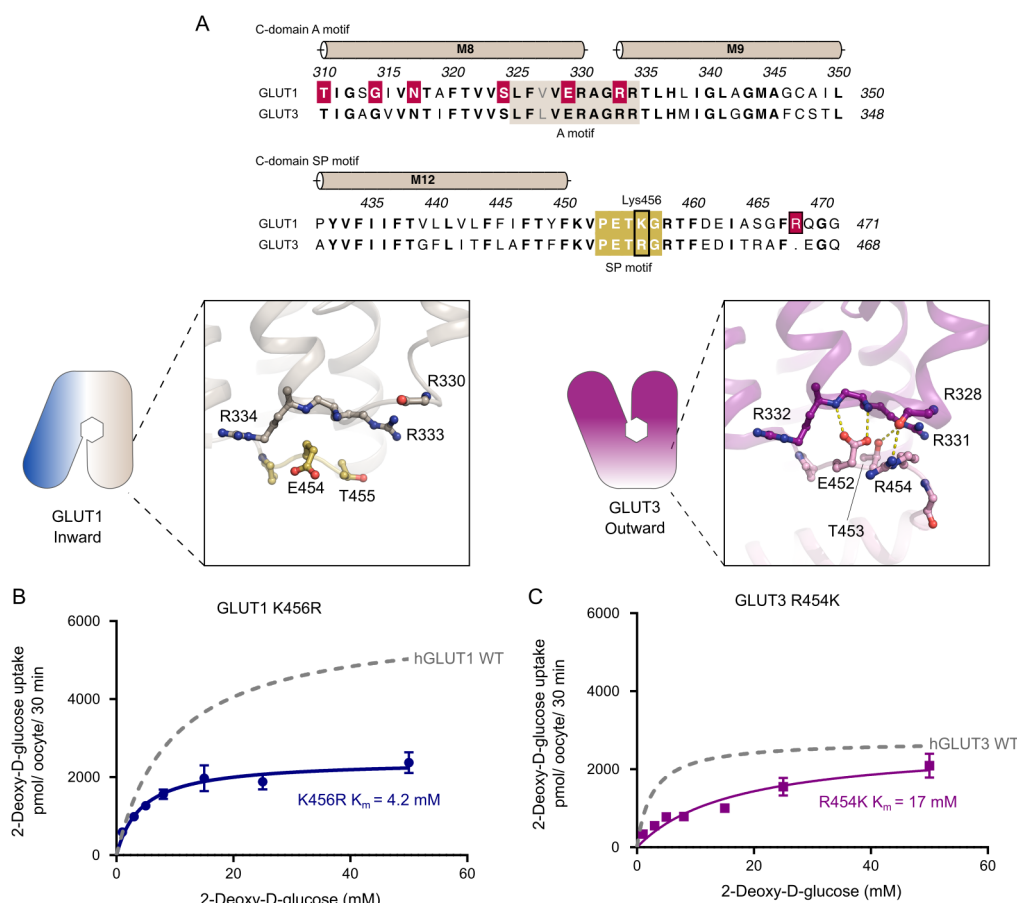 A
C-domain A motif
M8 M9
310 315 317 320 325 330 335 340 345 350
GLUT1 TIGSGIVNTAFTVVSLFVVERAGRRTLHLIGLAGMAGCAIL 350
GLUT3 TIGAGVVNTIFTVVSLFLVERAGRRTLHMIGLGGMAFCSTL 348
A motif
C-domain SP motif
M12
435 440 445 450 Lys456 460 465 470
GLUT1 PYVFIIFTVLLVLFFIFTYFKVPETKGRTFDEIASGFRQGG 471
GLUT3 AYVFIIFTGFLITFLAFTFFKVPETRGRTFEDITRAF.EGQ 468
SP motif
GLUT1
Inward
R334
R330
R333
E454
T455
GLUT3
Outward
R332
R328
R331
E452
R454
T453
B
GLUT1 K456R
6000
4000
2000
0
0 20 40 60
2-Deoxy-D-glucose uptake
pmol/ oocyte/ 30 min
hGLUT1 WT
K456R Km = 4.2 mM
2-Deoxy-D-glucose (mM)
C
GLUT3 R454K
6000
4000
2000
0
0 20 40 60
2-Deoxy-D-glucose uptake
pmol/ oocyte/ 30 min
hGLUT3 WT
R454K Km = 17 mM
2-Deoxy-D-glucose (mM)